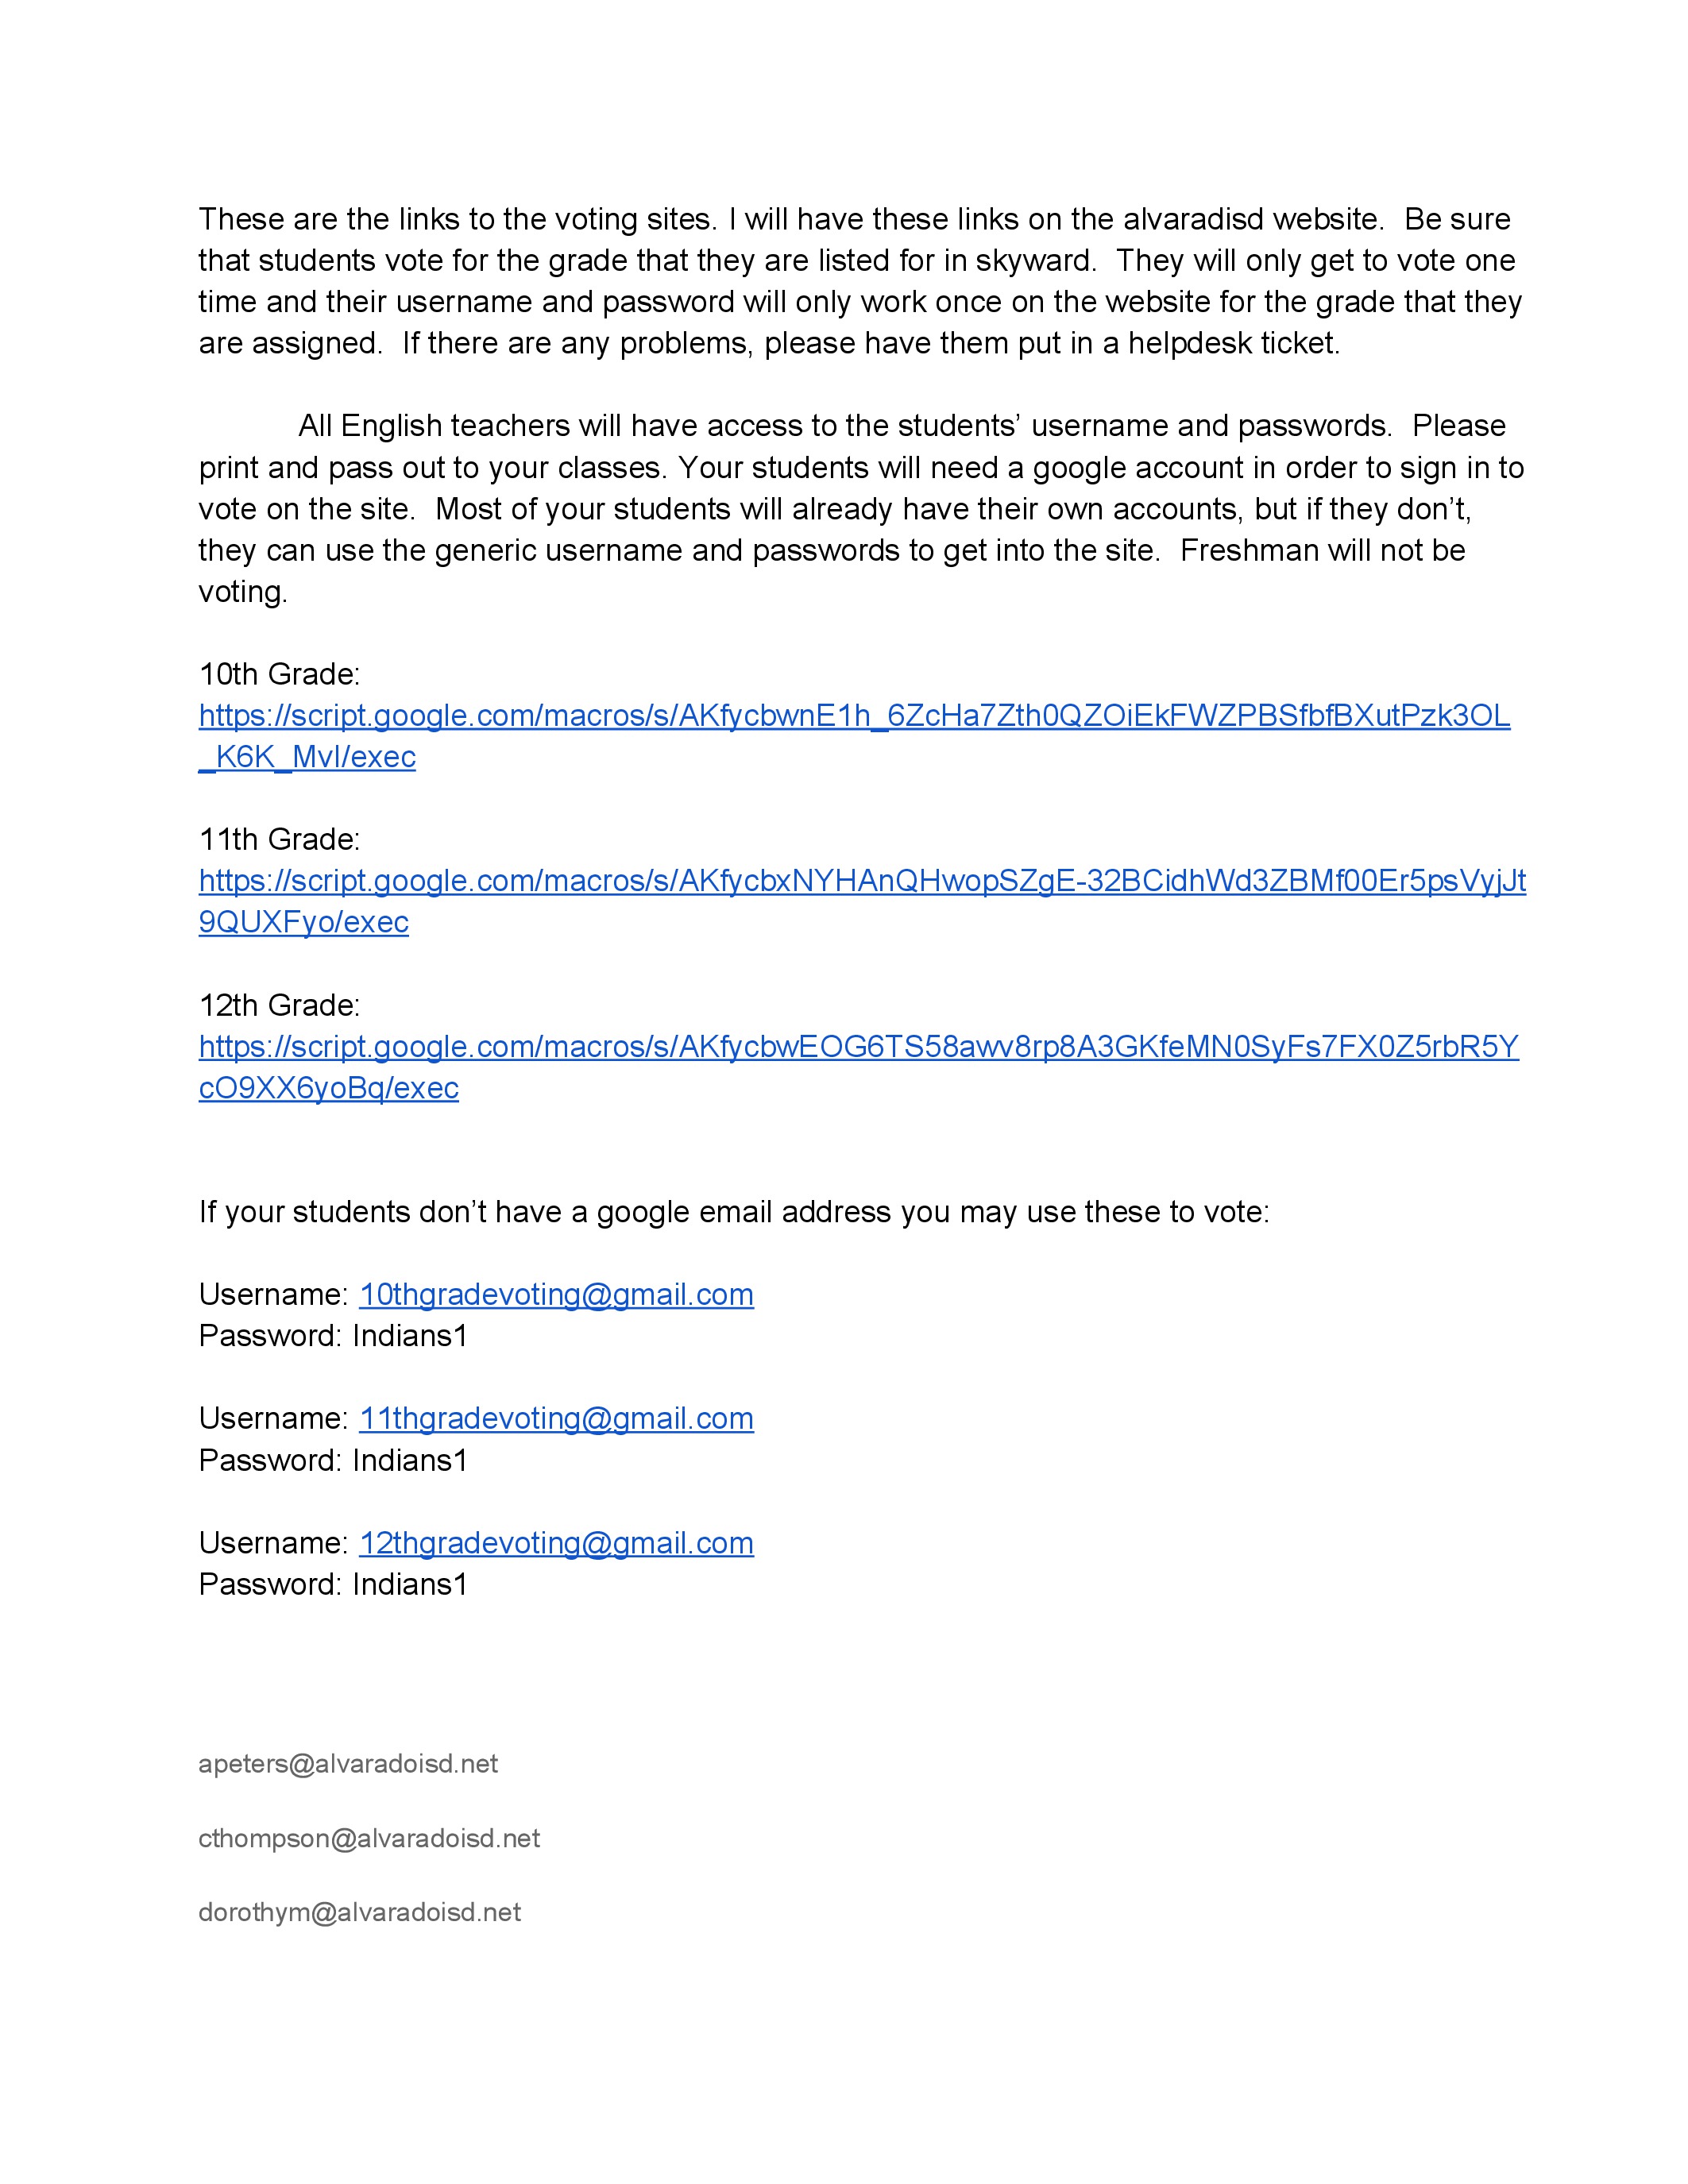 These are the links to the voting sites. I will have these links on the alvaradisd website.  Be sure
that students vote for the grade that they are listed for in skyward.  They will only get to vote one
time and their username and password will only work once on the website for the grade that they
are assigned.  If there are any problems, please have them put in a helpdesk ticket.
All English teachers will have access to the students’ username and passwords.  Please
print and pass out to your classes. Your students will need a google account in order to sign in to
vote on the site.  Most of your students will already have their own accounts, but if they don’t,
they can use the generic username and passwords to get into the site.  Freshman will not be
voting.
10th Grade:
https://script.google.com/macros/s/AKfycbwnE1h_6ZcHa7Zth0QZOiEkFWZPBSfbfBXutPzk3OL
_K6K_MvI/exec
11th Grade:
https://script.google.com/macros/s/AKfycbxNYHAnQHwopSZgE-32BCidhWd3ZBMf00Er5psVyjJt
9QUXFyo/exec
12th Grade:
https://script.google.com/macros/s/AKfycbwEOG6TS58awv8rp8A3GKfeMN0SyFs7FX0Z5rbR5Y
cO9XX6yoBq/exec
If your students don’t have a google email address you may use these to vote:
Username: 10thgradevoting@gmail.com
Password: Indians1
Username: 11thgradevoting@gmail.com
Password: Indians1
Username: 12thgradevoting@gmail.com
Password: Indians1
apeters@alvaradoisd.net
cthompson@alvaradoisd.net
dorothym@alvaradoisd.net